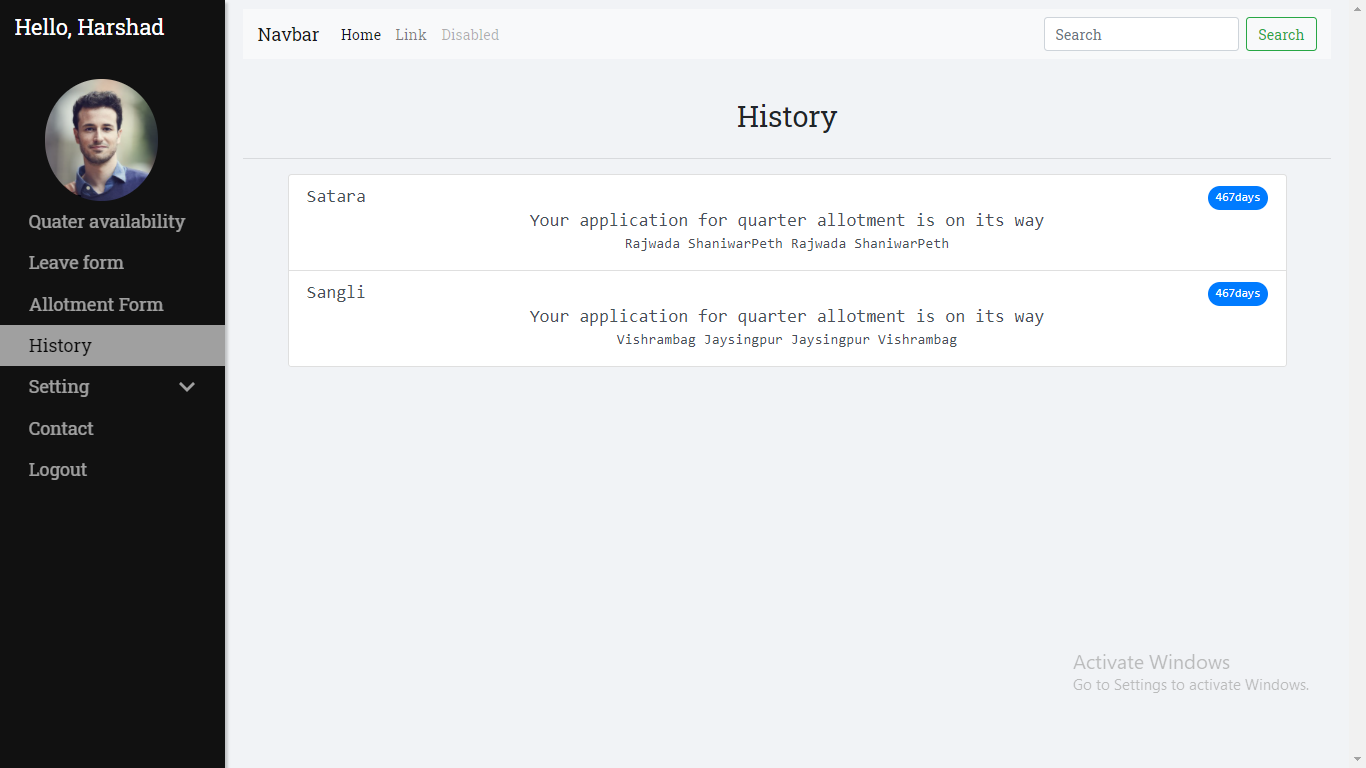 Hello, Harshad
Quater availability
Leave form
Allotment Form
History
Setting
Contact
Logout
Navbar Home Link Disabled Search Search
History
Satara 467days
Your application for quarter allotment is on its way
Rajwada ShaniwarPeth Rajwada ShaniwarPeth
Sangli 467days
Your application for quarter allotment is on its way
Vishrambag Jaysingpur Jaysingpur Vishrambag
Activate Windows
Go to Settings to activate Windows.